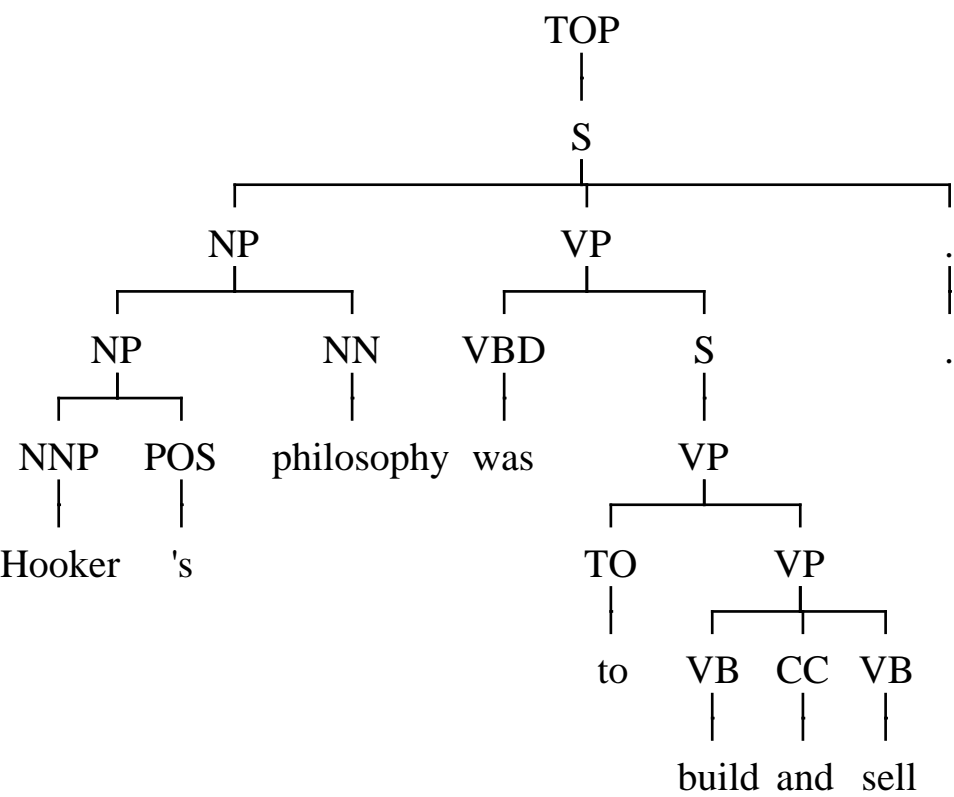 TOP
S
NP VP .
NP NN VBD S .
NNP POS philosophy was VP
Hooker 's TO VP
to VB CC VB
build and sell